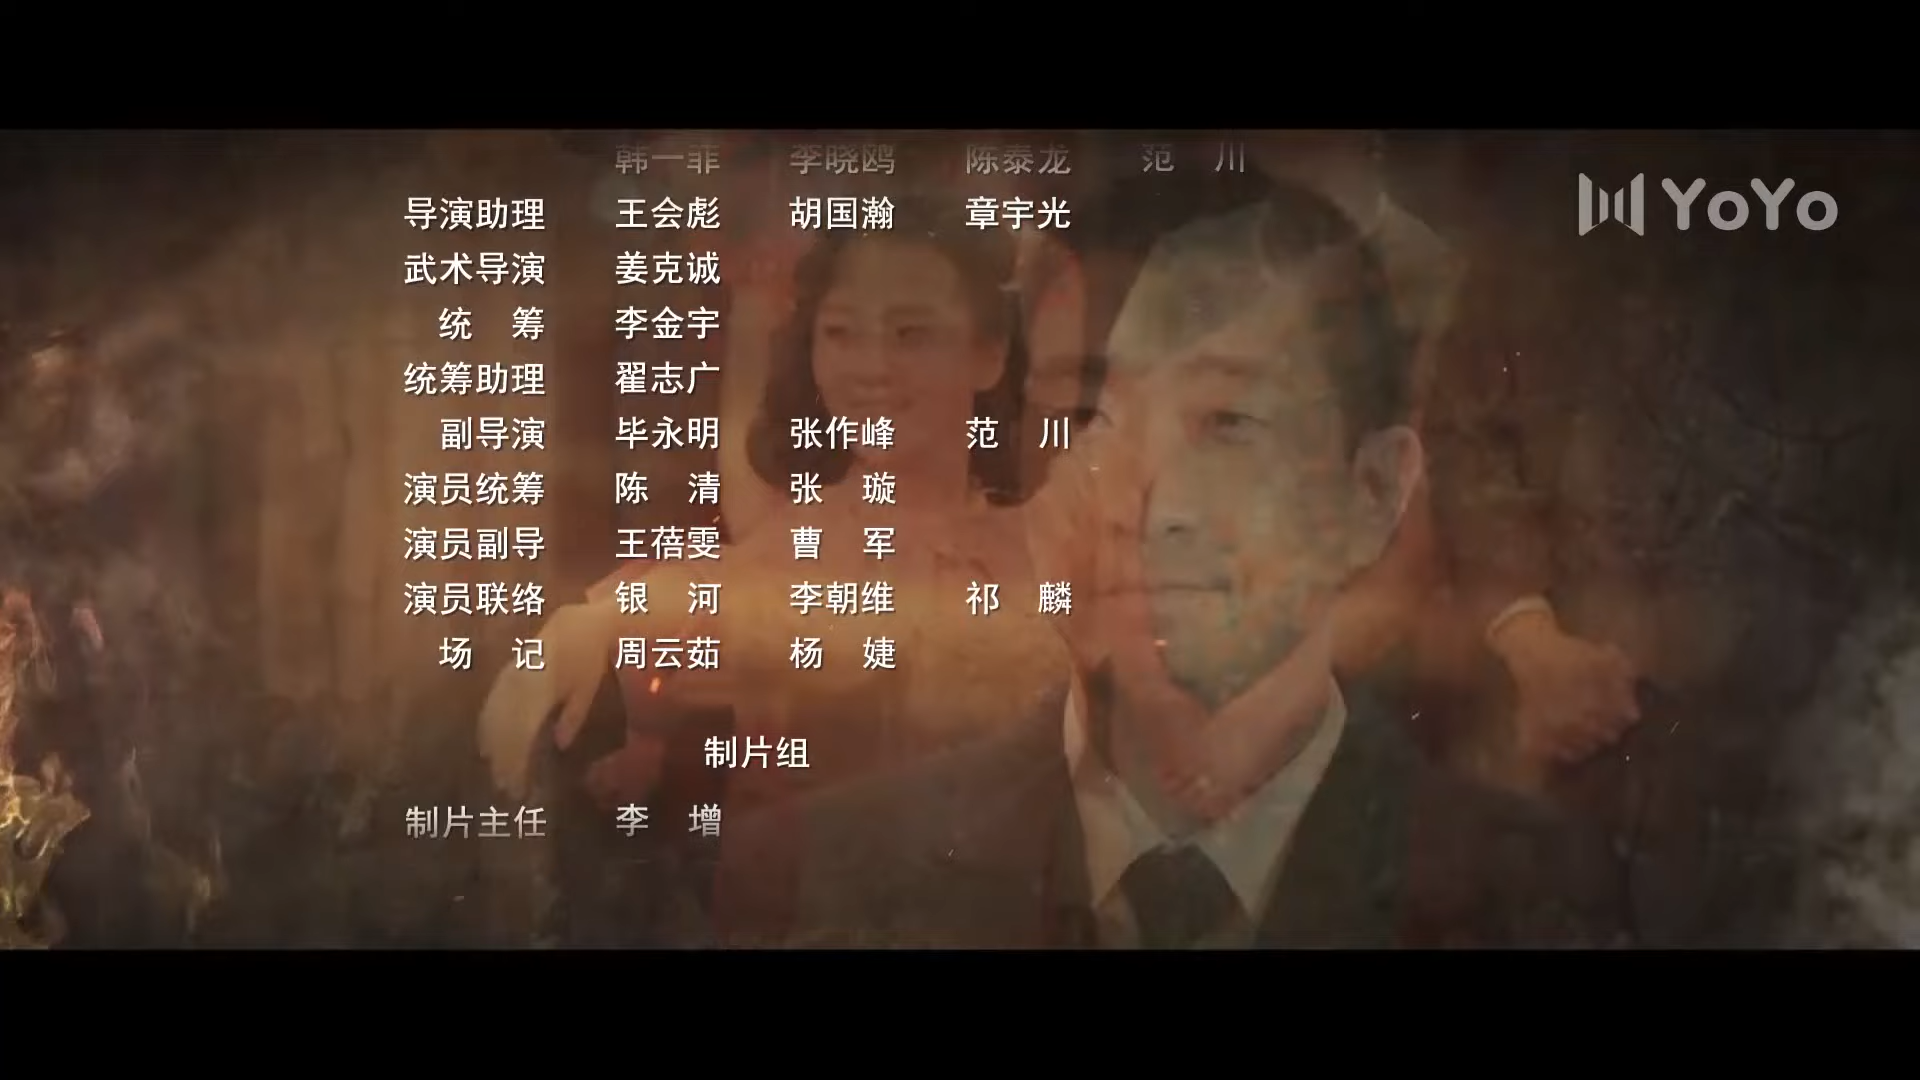 韩一菲 李晓鸥 陈泰龙 范 川
YoYo
导演助理 王会彪 胡国瀚 章宇光
武术导演 姜克诚
统 筹 李金宇
统筹助理 翟志广
副导演 毕永明 张作峰 范 川
演员统筹 陈 清 张 璇
演员副导 王蓓雯 曹 军
演员联络 银 河 李朝维 祁 麟
场 记 周云茹 杨 婕
制片组
制片主任 李 增